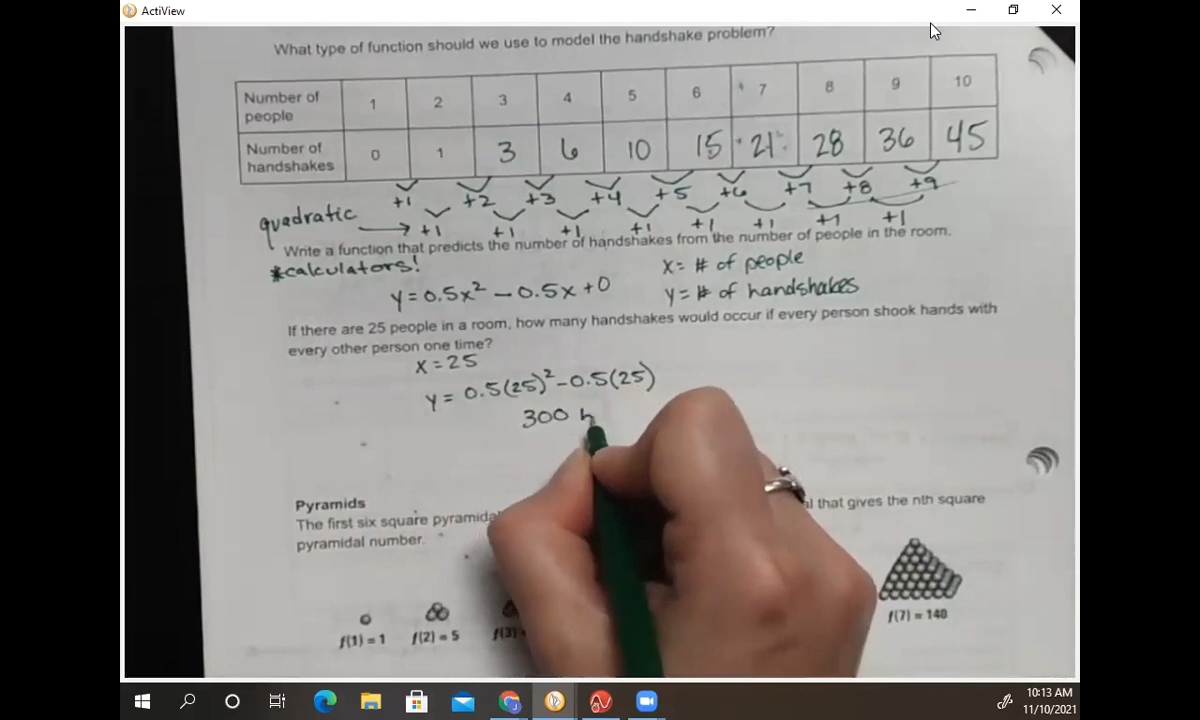 ActiView
What type of function should we use to model the handshake problem?
Number of people 1 2 3 4 5 6 7 8 9 10
Number of handshakes 0 1 3 6 10 15 21 28 36 45
+1 +2 +3 +4 +5 +6 +7 +8 +9
quadratic → +1 +1 +1 +1 +1 +1 +1 +1
Write a function that predicts the number of handshakes from the number of people in the room.
*calculators!
y = 0.5x² - 0.5x + 0
x = # of people
y = # of handshakes
If there are 25 people in a room, how many handshakes would occur if every person shook hands with
every other person one time?
x = 25
y = 0.5(25)² - 0.5(25)
300 h
Pyramids
The first six square
that gives the nth square
pyramidal number.
f(1) = 1 f(2) = 5 f(7) = 140
10:13 AM
11/10/2021